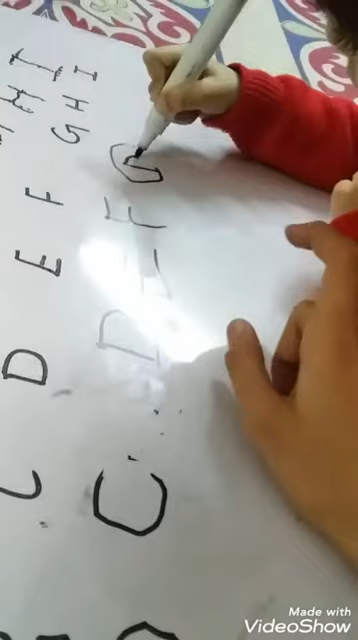 H I
C D E F G H I
C D E F G
Made with
VideoShow